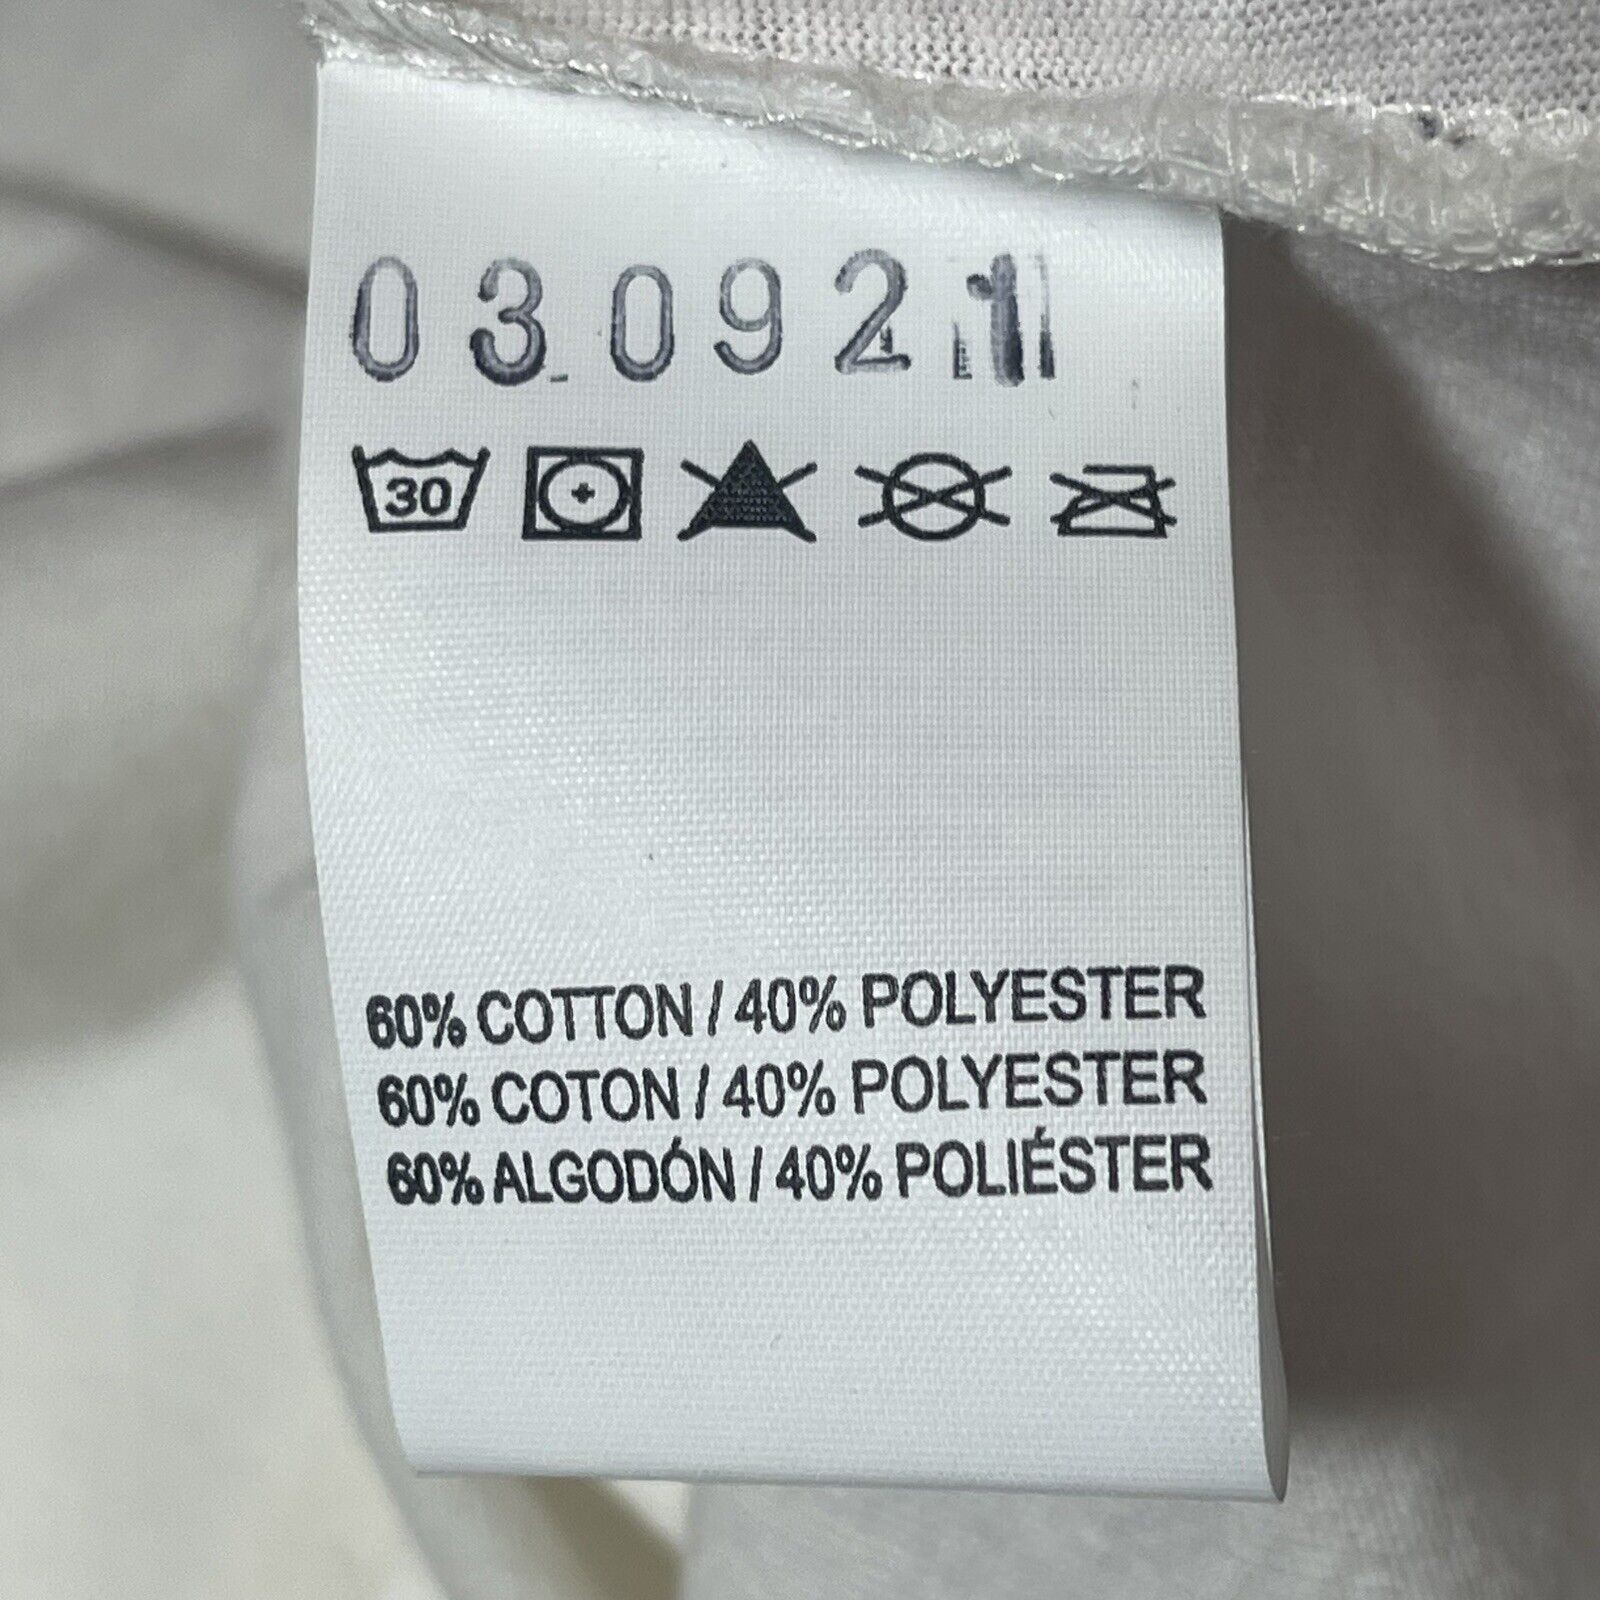 030921
30
60% COTTON / 40% POLYESTER
60% COTON / 40% POLYESTER
60% ALGODÓN / 40% POLIÉSTER